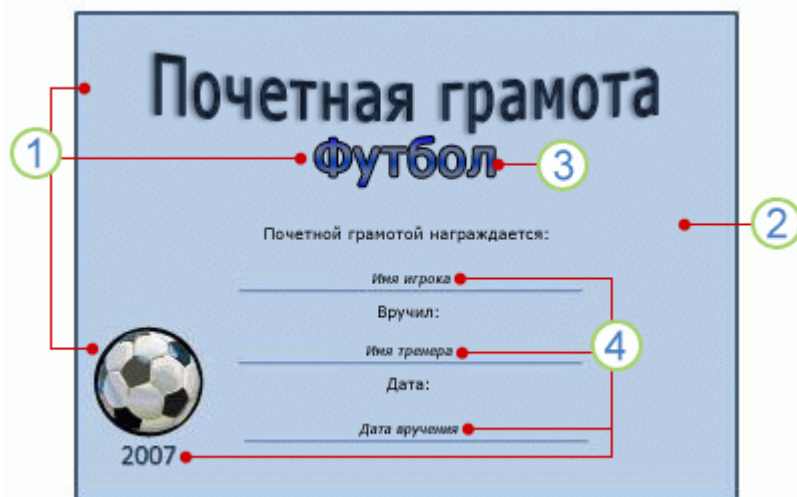 Почетная грамота
1
Футбол
3
2
Почетной грамотой награждается:
Имя игрока
Вручил:
4
Имя тренера
Дата:
Дата вручения
2007